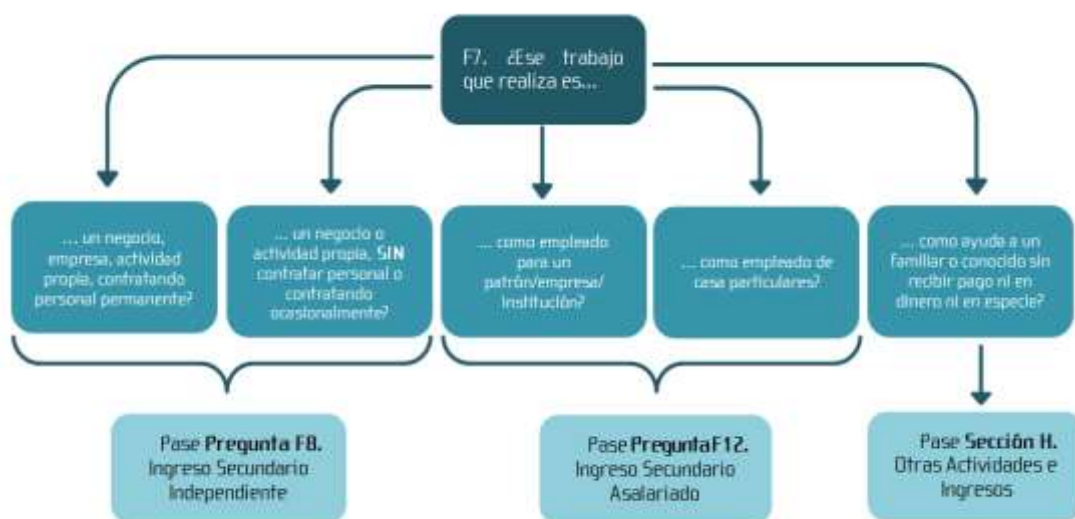 F7. ¿Ese trabajo
que realiza es...
... un negocio,
empresa, actividad
propia, contratando
personal permanente?
... un negocio o
actividad propia, SIN
contratar personal o
contratando
ocasionalmente?
... como empleado
para un
patrón/empresa/
Institución?
... como empleado de
casa particulares?
... como ayuda a un
familiar o conocido sin
recibir pago ni en
dinero ni en especie?
Pase Pregunta F8.
Ingreso Secundario
Independiente
Pase Pregunta F12.
Ingreso Secundario
Asalariado
Pase Sección H.
Otras Actividades e
Ingresos